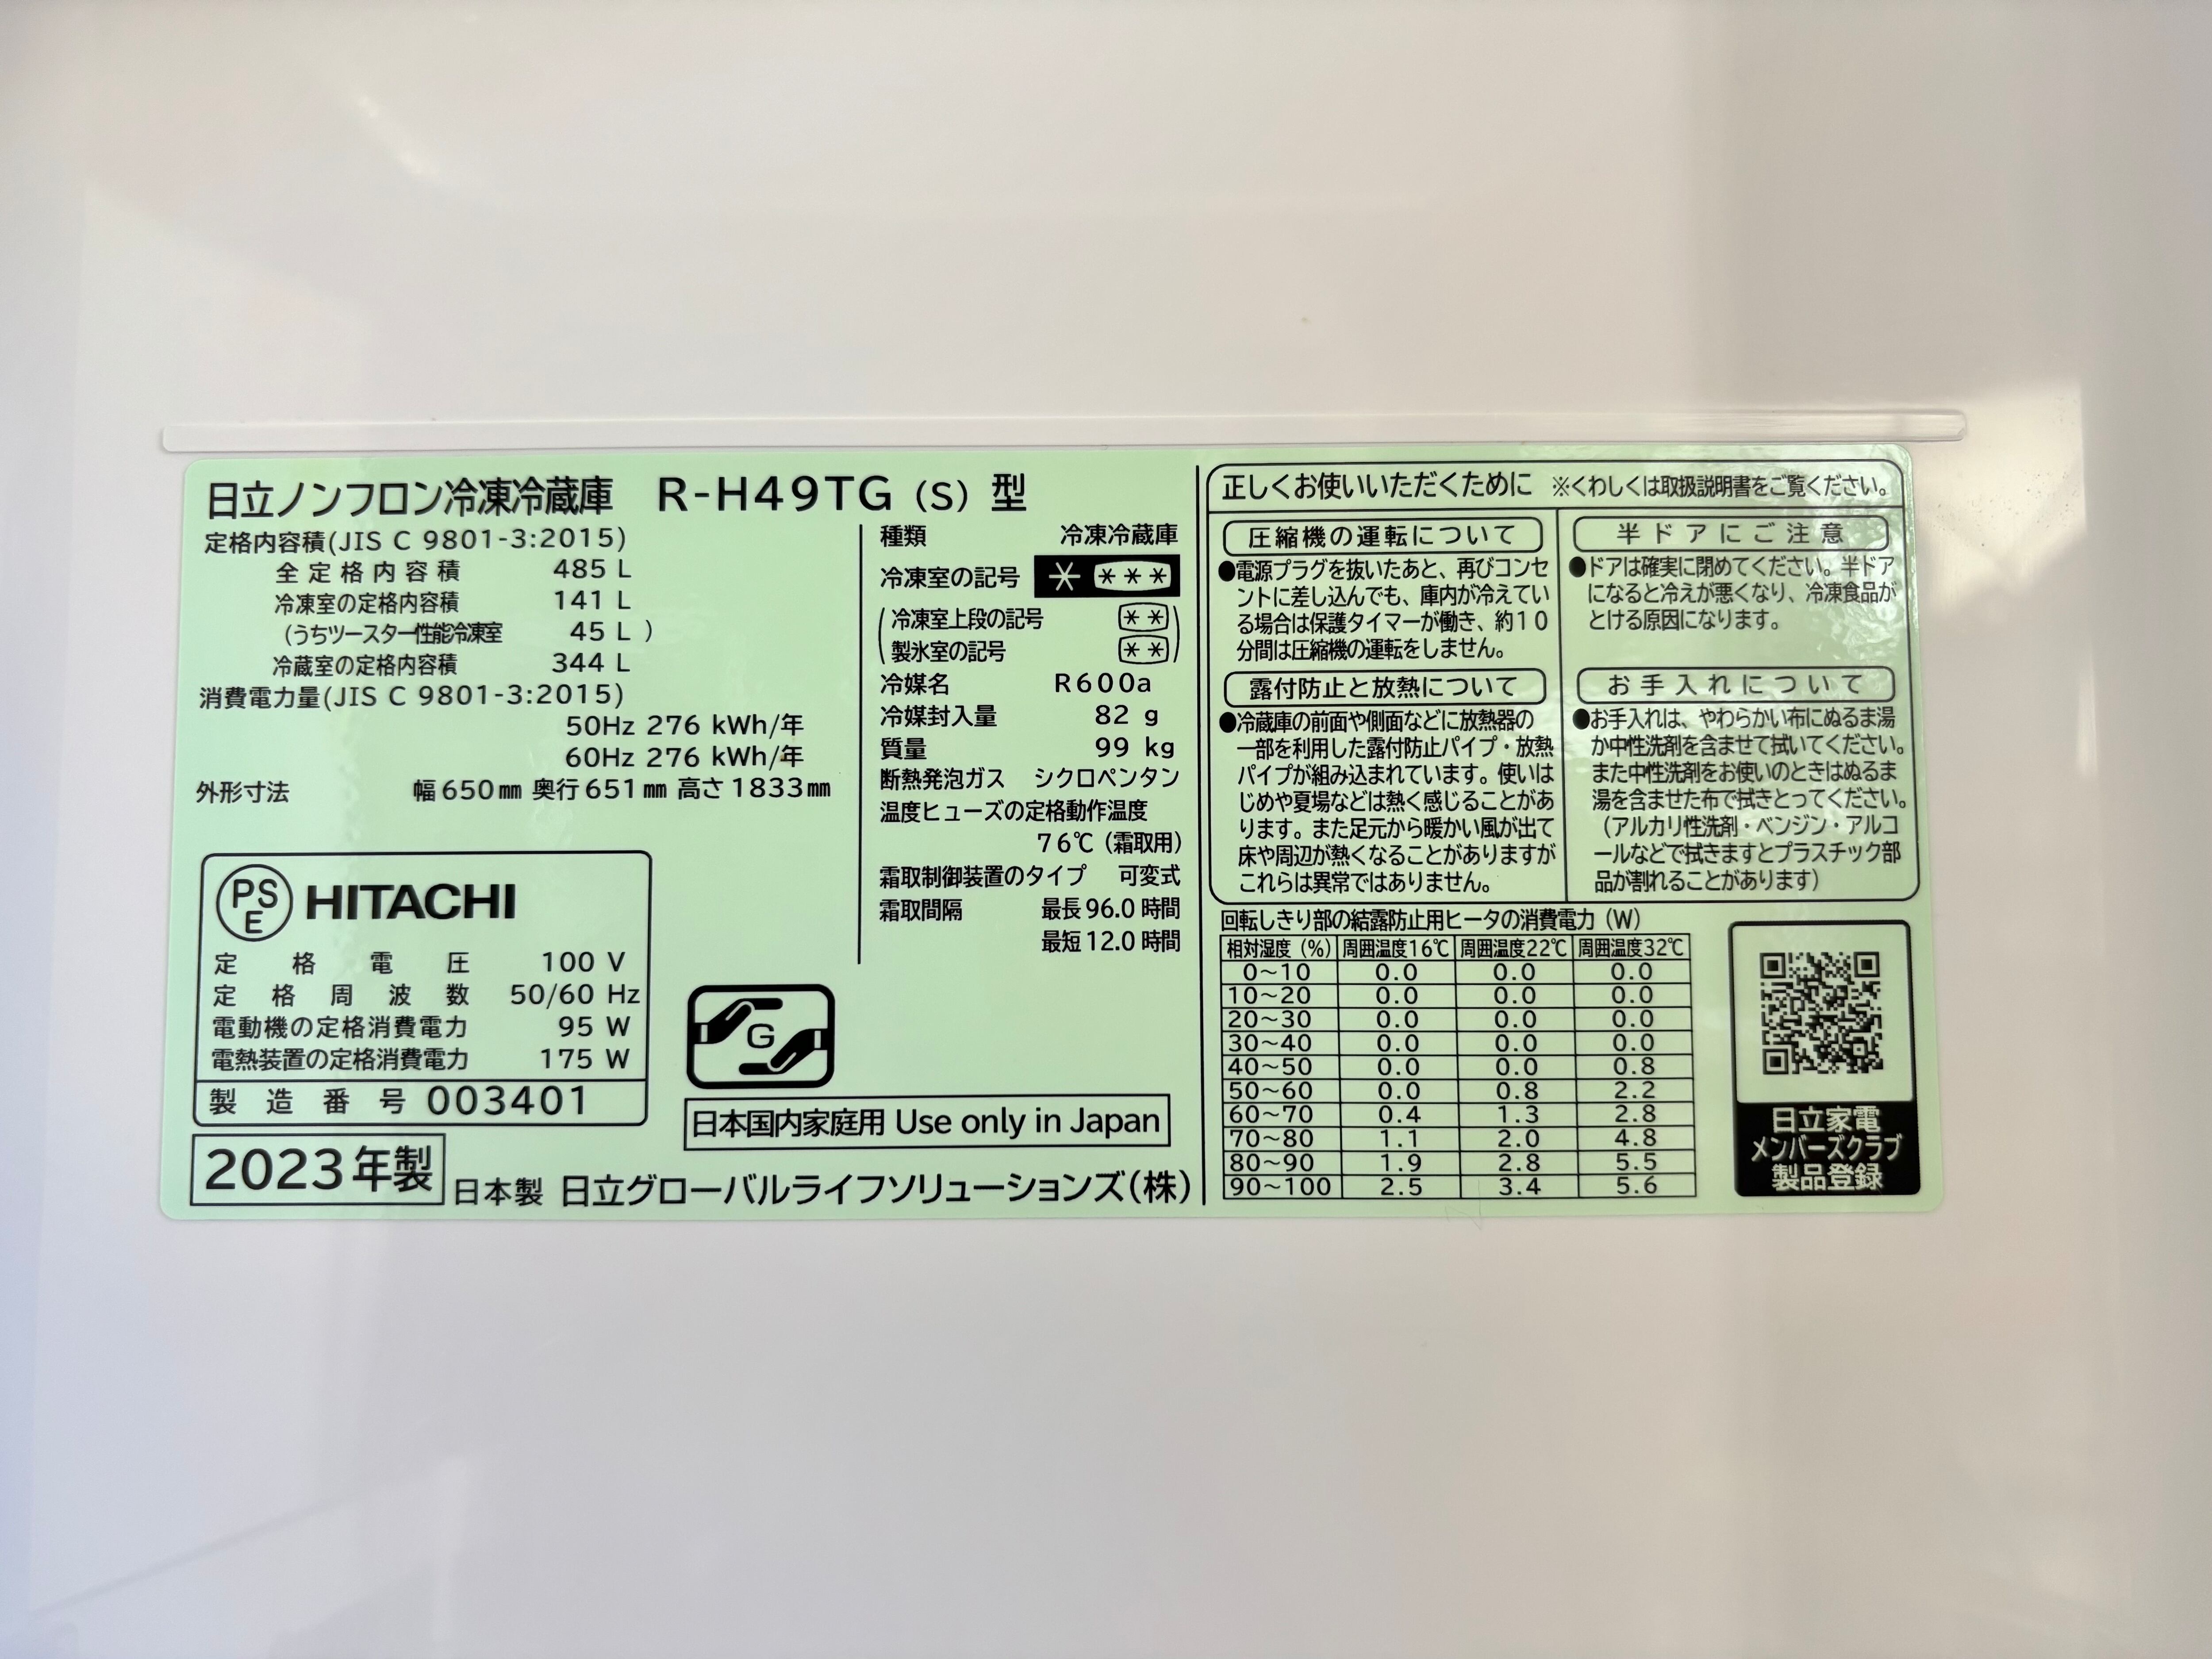 日立ノンフロン冷凍冷蔵庫 R-H49TG (S) 型
定格内容積(JIS C 9801-3:2015)
全定格内容積 485 L
冷凍室の定格内容積 141 L
(うちツースター性能冷凍室 45 L )
冷蔵室の定格内容積 344 L
消費電力量(JIS C 9801-3:2015)
50Hz 276 kWh/年
60Hz 276 kWh/年
外形寸法 幅650㎜ 奥行651㎜ 高さ1833㎜
PS
E
HITACHI
定格電圧 100 V
定格周波数 50/60 Hz
電動機の定格消費電力 95 W
電熱装置の定格消費電力 175 W
製造番号 003401
2023年製
日本製 日立グローバルライフソリューションズ(株)
種類 冷凍冷蔵庫
冷凍室の記号 * ***
(冷凍室上段の記号 **
製氷室の記号 **)
冷媒名 R600a
冷媒封入量 82 g
質量 99 kg
断熱発泡ガス シクロペンタン
温度ヒューズの定格動作温度
76℃ (霜取用)
霜取制御装置のタイプ 可変式
霜取間隔 最長96.0時間
最短12.0時間
G
日本国内家庭用 Use only in Japan
正しくお使いいただくために ※くわしくは取扱説明書をご覧ください。
圧縮機の運転について
●電源プラグを抜いたあと、再びコンセ
ントに差し込んでも、庫内が冷えてい
る場合は保護タイマーが働き、約10
分間は圧縮機の運転をしません。
露付防止と放熱について
●冷蔵庫の前面や側面などに放熱器の
一部を利用した露付防止パイプ・放熱
パイプが組み込まれています。使いは
じめや夏場などは熱く感じることがあ
ります。また足元から暖かい風が出て
床や周辺が熱くなることがありますが
これらは異常ではありません。
半ドアにご注意
●ドアは確実に閉めてください。半ドア
になると冷えが悪くなり、冷凍食品が
とける原因になります。
お手入れについて
●お手入れは、やわらかい布にぬるま湯
か中性洗剤を含ませて拭いてください。
また中性洗剤をお使いのときはぬるま
湯を含ませた布で拭きとってください。
(アルカリ性洗剤・ベンジン・アルコ
ールなどで拭きますとプラスチック部
品が割れることがあります)
回転しきり部の結露防止用ヒータの消費電力 (W)
相対湿度 (%) 周囲温度16℃ 周囲温度22℃ 周囲温度32℃
0~10 0.0 0.0 0.0
10~20 0.0 0.0 0.0
20~30 0.0 0.0 0.0
30~40 0.0 0.0 0.0
40~50 0.0 0.0 0.8
50~60 0.0 0.8 2.2
60~70 0.4 1.3 2.8
70~80 1.1 2.0 4.8
80~90 1.9 2.8 5.5
90~100 2.5 3.4 5.6
日立家電
メンバーズクラブ
製品登録